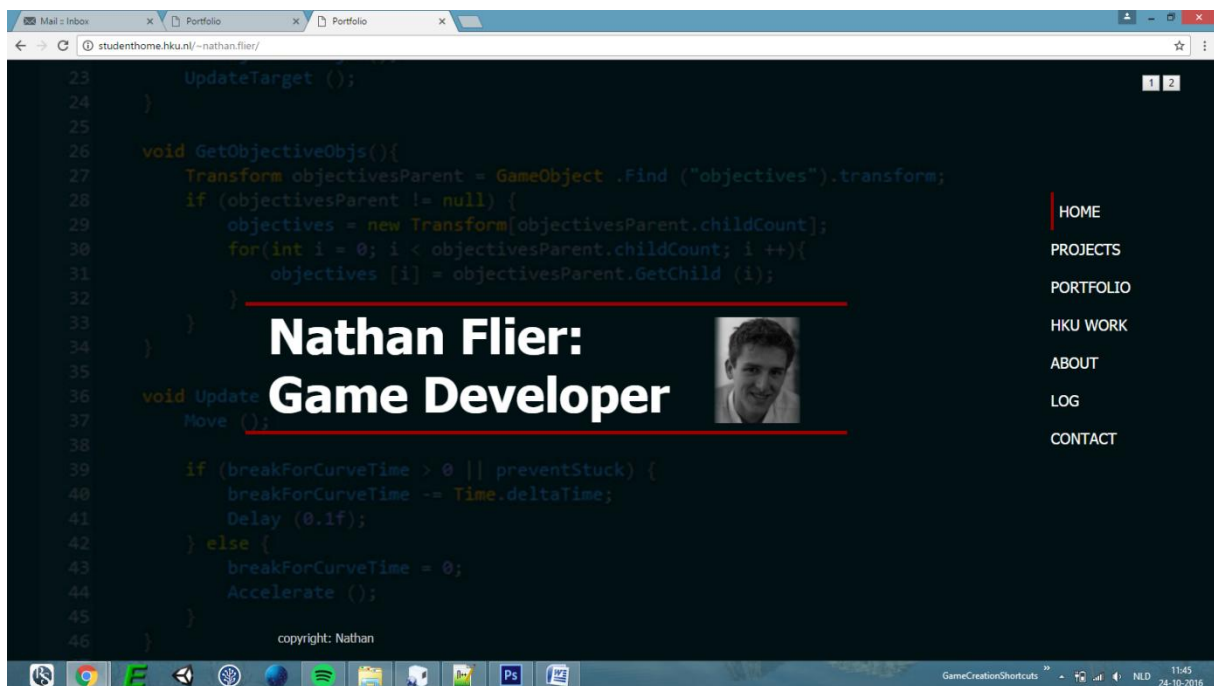 Mail :: Inbox
Portfolio
Portfolio
studenthome.hku.nl/~nathan.flier/
1 2
23 UpdateTarget ();
24 }
25
26 void GetObjectiveObjs(){
27 Transform objectivesParent = GameObject .Find ("objectives").transform;
28 if (objectivesParent != null) {
29 objectives = new Transform[objectivesParent.childCount];
30 for(int i = 0; i < objectivesParent.childCount; i ++){
31 objectives [i] = objectivesParent.GetChild (i);
32 }
33 }
34 }
35
36 void Update
37 Move ();
38
39 if (breakForCurveTime > 0 || preventStuck) {
40 breakForCurveTime -= Time.deltaTime;
41 Delay (0.1f);
42 } else {
43 breakForCurveTime = 0;
44 Accelerate ();
45 }
46 }
Nathan Flier:
Game Developer
HOME
PROJECTS
PORTFOLIO
HKU WORK
ABOUT
LOG
CONTACT
copyright: Nathan
Ps
GameCreationShortcuts
NLD
11:45
24-10-2016